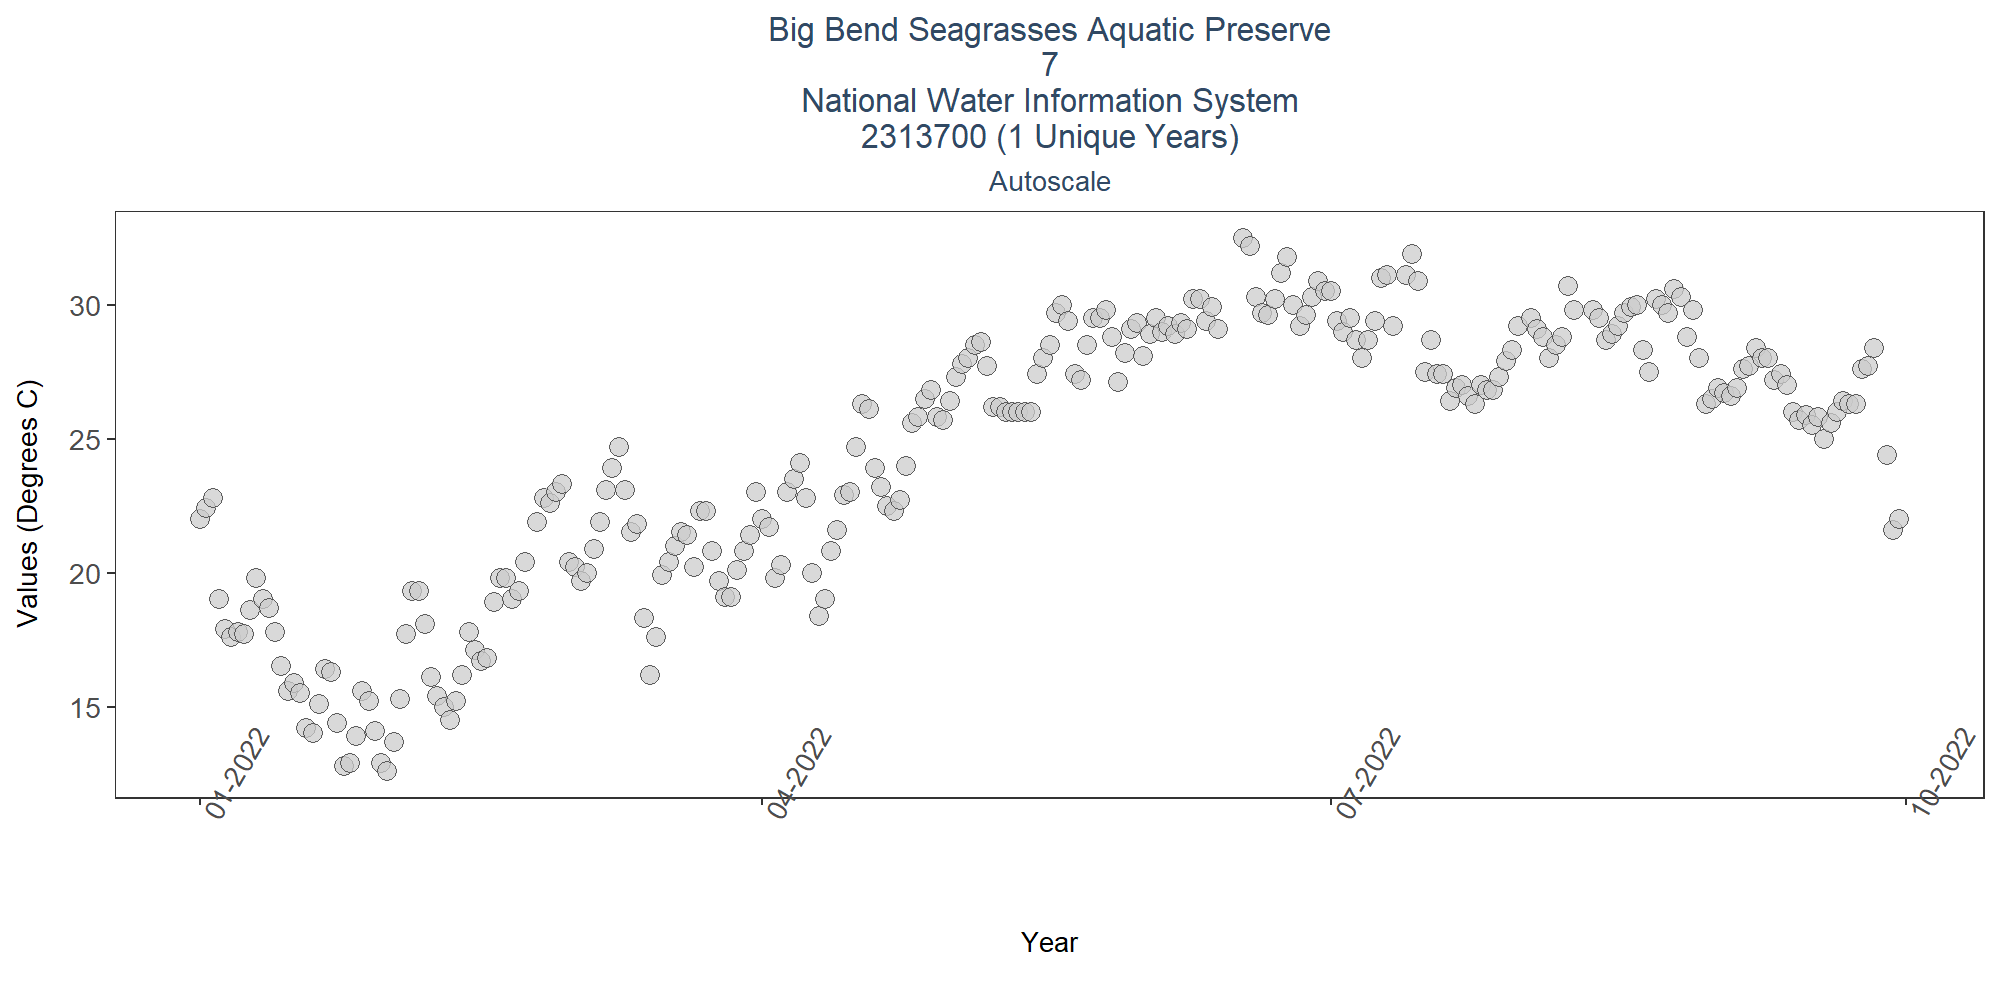 Big Bend Seagrasses Aquatic Preserve
7
National Water Information System
2313700 (1 Unique Years)
Autoscale
Values (Degrees C)
30
25
20
15
01-2022
04-2022
07-2022
10-2022
Year